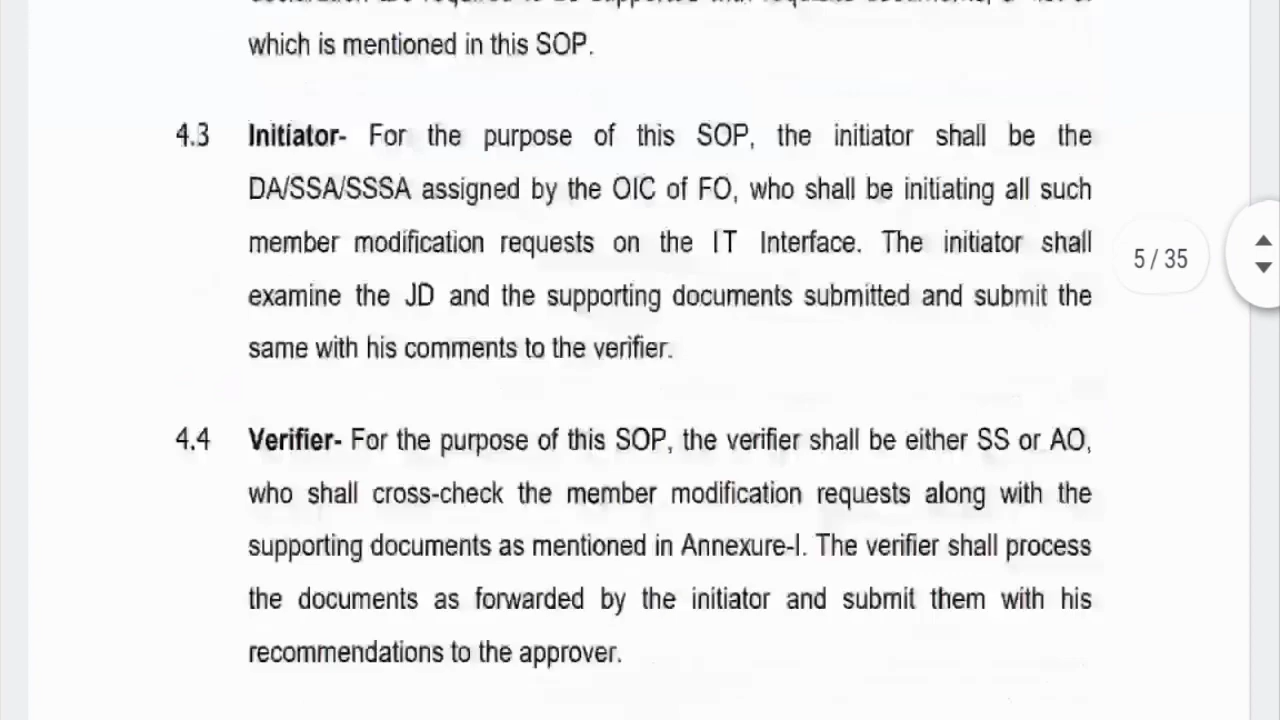 which is mentioned in this SOP.
4.3 Initiator- For the purpose of this SOP, the initiator shall be the
DA/SSA/SSSA assigned by the OIC of FO, who shall be initiating all such
member modification requests on the IT Interface. The initiator shall
examine the JD and the supporting documents submitted and submit the
same with his comments to the verifier.
5 / 35
4.4 Verifier- For the purpose of this SOP, the verifier shall be either SS or AO,
who shall cross-check the member modification requests along with the
supporting documents as mentioned in Annexure-I. The verifier shall process
the documents as forwarded by the initiator and submit them with his
recommendations to the approver.